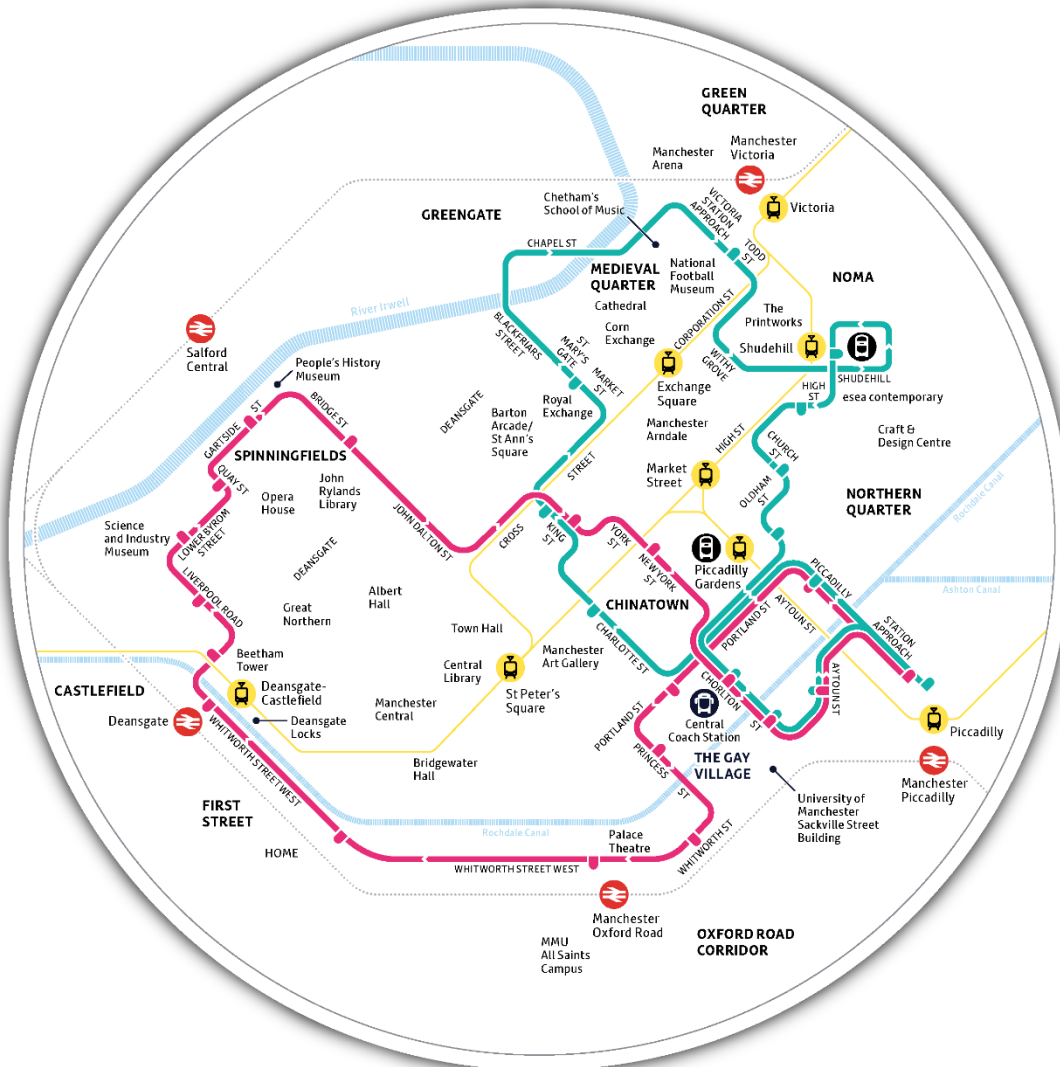 GREEN
QUARTER
Manchester
Arena
Manchester
Victoria
Chetham's
School of Music
GREENGATE
VICTORIA
STATION
APPROACH
Victoria
CHAPEL ST
TODD
ST
MEDIEVAL
QUARTER
National
Football
Museum
NOMA
Cathedral
River Irwell
CORPORATION ST
The
Printworks
BLACKFRIARS
STREET
ST
MARY'S
GATE
Corn
Exchange
Shudehill
Salford
Central
People's History
Museum
MARKET
ST
WITHY
GROVE
Exchange
Square
HIGH
ST
SHUDEHILL
esea contemporary
Royal
Exchange
DEANSGATE
Barton
Arcade/
St Ann's
Square
Manchester
Arndale
HIGH ST
Craft &
Design Centre
GARTSIDE
ST
BRIDGE ST
CHURCH
ST
SPINNINGFIELDS
STREET
Market
Street
Rochdale Canal
QUAY ST
Opera
House
John
Rylands
Library
OLDHAM
ST
NORTHERN
QUARTER
Science
and Industry
Museum
LOWER BYROM
STREET
JOHN DALTON ST
CROSS
KING
ST
YORK
ST
NEW YORK
ST
Piccadilly
Gardens
DEANSGATE
PICCADILLY
Ashton Canal
LIVERPOOL ROAD
Great
Northern
Albert
Hall
CHINATOWN
PORTLAND ST
AYTOUN ST
STATION
APPROACH
Town Hall
CHARLOTTE ST
Beetham
Tower
Central
Library
Manchester
Art Gallery
CASTLEFIELD
Deansgate-
Castlefield
St Peter's
Square
CHORLTON
ST
AYTOUN ST
Deansgate
Deansgate
Locks
Manchester
Central
PORTLAND ST
Central
Coach Station
Piccadilly
WHITWORTH STREET WEST
Bridgewater
Hall
PRINCESS
ST
THE GAY
VILLAGE
Manchester
Piccadilly
FIRST
STREET
University of
Manchester
Sackville Street
Building
Rochdale Canal
HOME
Palace
Theatre
WHITWORTH ST
WHITWORTH STREET WEST
Manchester
Oxford Road
MMU
All Saints
Campus
OXFORD ROAD
CORRIDOR